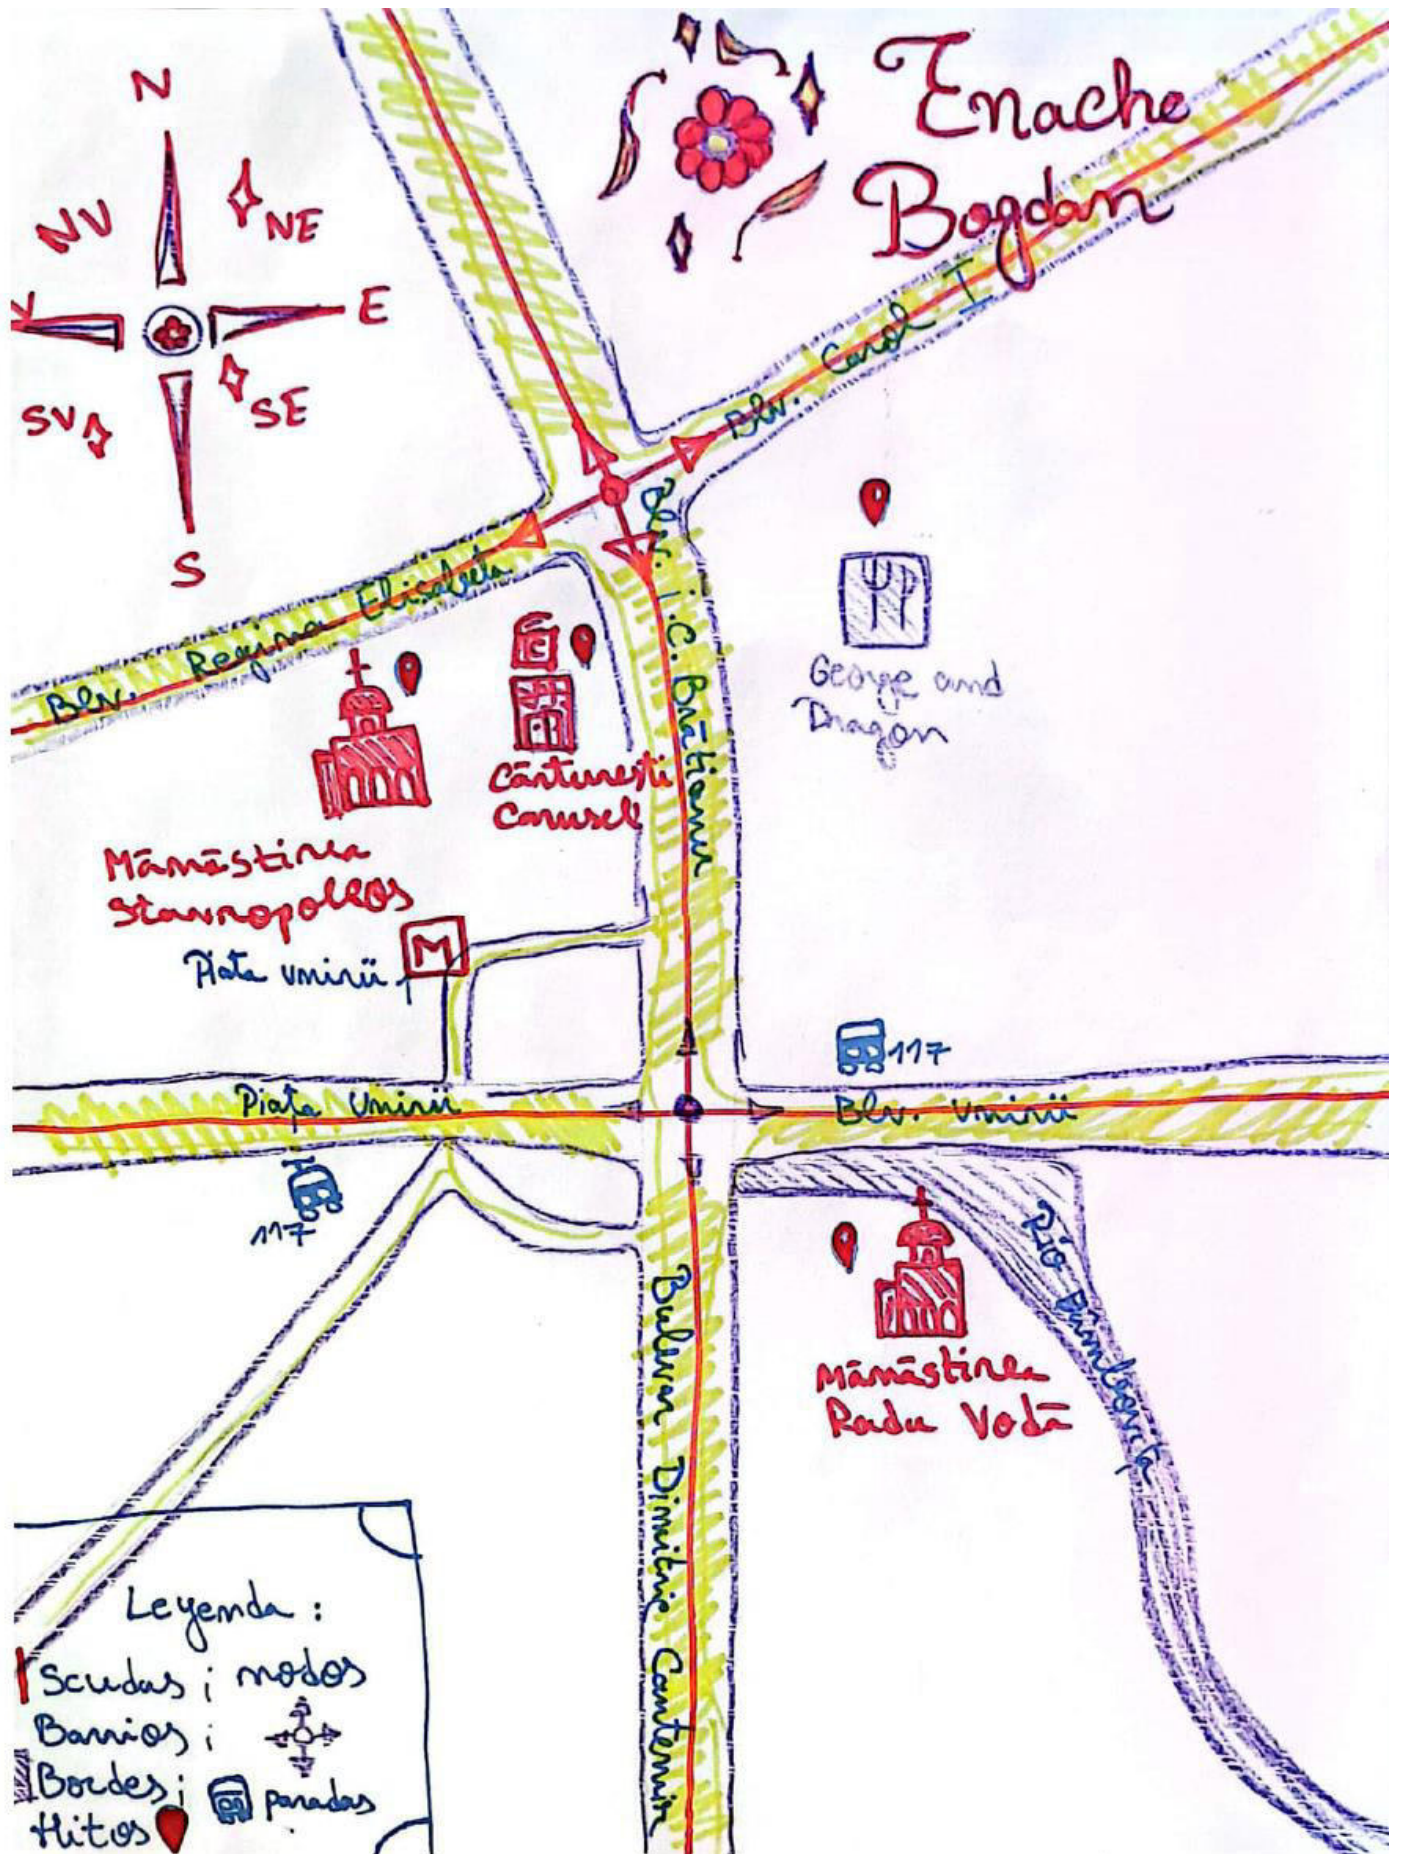 Enache
Bogdan
N
NV
NE
V
E
SV
SE
S
Blv. Carol I
Blv. I.C. Brătianu
Blv. Regina Elisabeta
C
George and
Dragon
Cărturești
Carusel
Mănăstirea
Stavropoleos
M
Piața Unirii
117
Piața Unirii
Blv. Unirii
117
Río Dâmbovița
Mănăstirea
Radu Vodă
Bulevar Dimitrie Cantemir
Leyenda :
Scudas ; nodos
Barrios ;
Bordes ;
paradas
Hitos